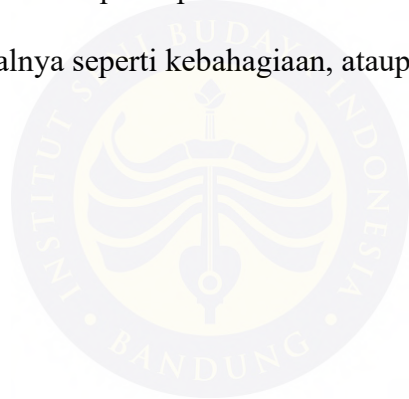 alnya seperti kebahagiaan, ataup
INSTITUT SENI BUDAYA INDONESIA
• BANDUNG •